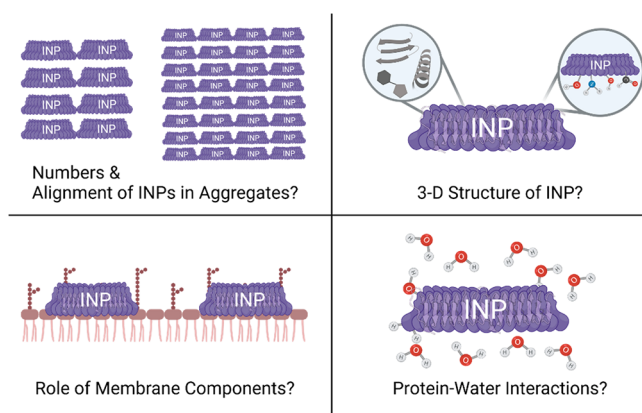 INP INP
INP INP
INP INP
INP INP
INP INP INP INP
INP INP INP INP
INP INP INP INP
INP INP INP INP
INP INP INP INP
INP INP INP INP
INP INP INP INP
INP INP INP INP
Numbers &
Alignment of INPs in Aggregates?
INP
INP
3-D Structure of INP?
INP INP
Role of Membrane Components?
INP
Protein-Water Interactions?